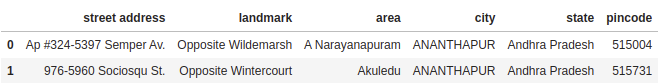 street address landmark area city state pincode
0 Ap #324-5397 Semper Av. Opposite Wildemarsh A Narayanapuram ANANTHAPUR Andhra Pradesh 515004
1 976-5960 Sociosqu St. Opposite Wintercourt Akuledu ANANTHAPUR Andhra Pradesh 515731